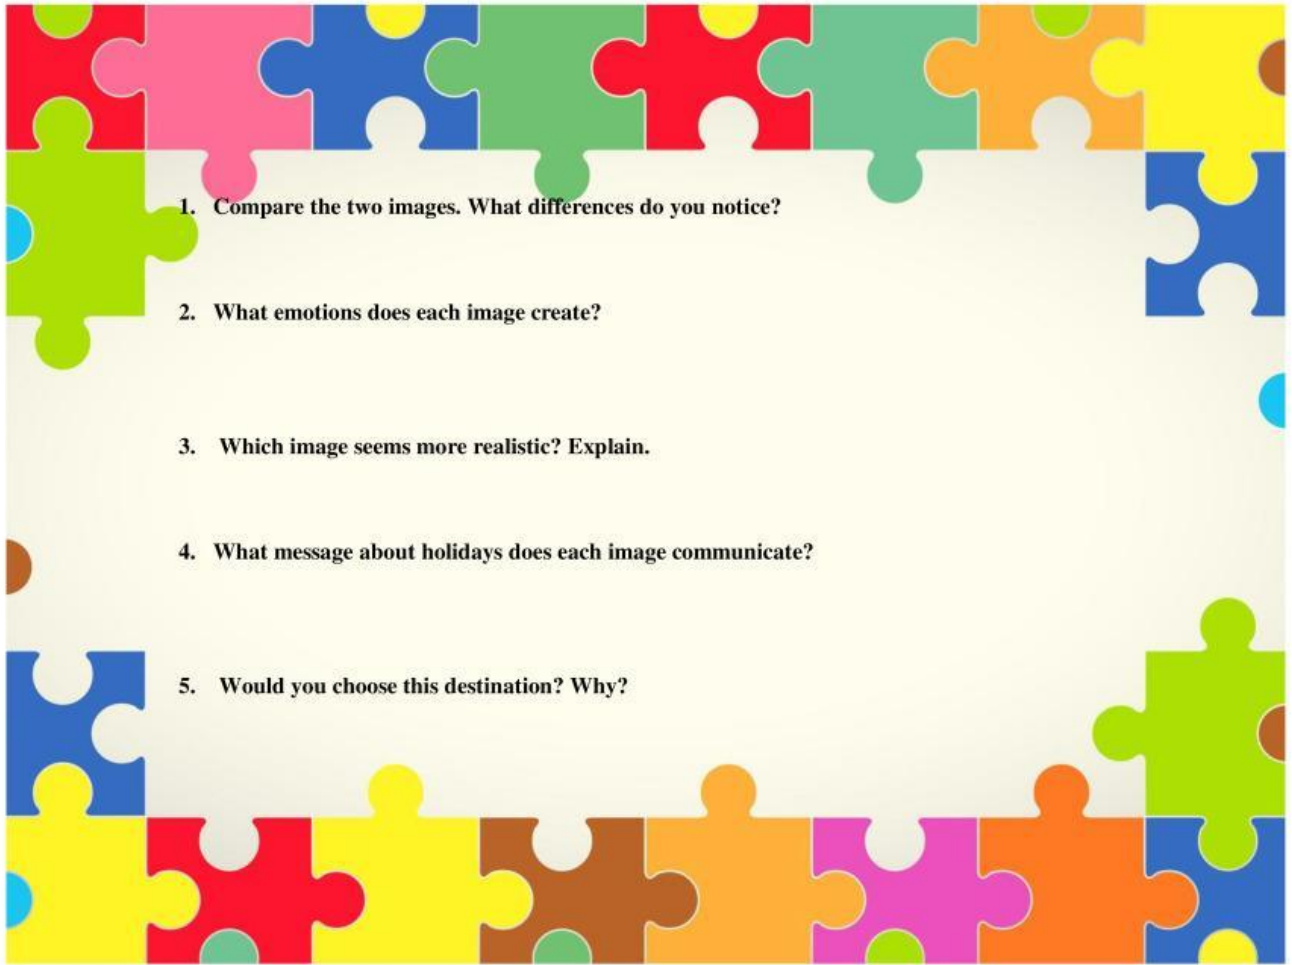 1. Compare the two images. What differences do you notice?
2. What emotions does each image create?
3. Which image seems more realistic? Explain.
4. What message about holidays does each image communicate?
5. Would you choose this destination? Why?